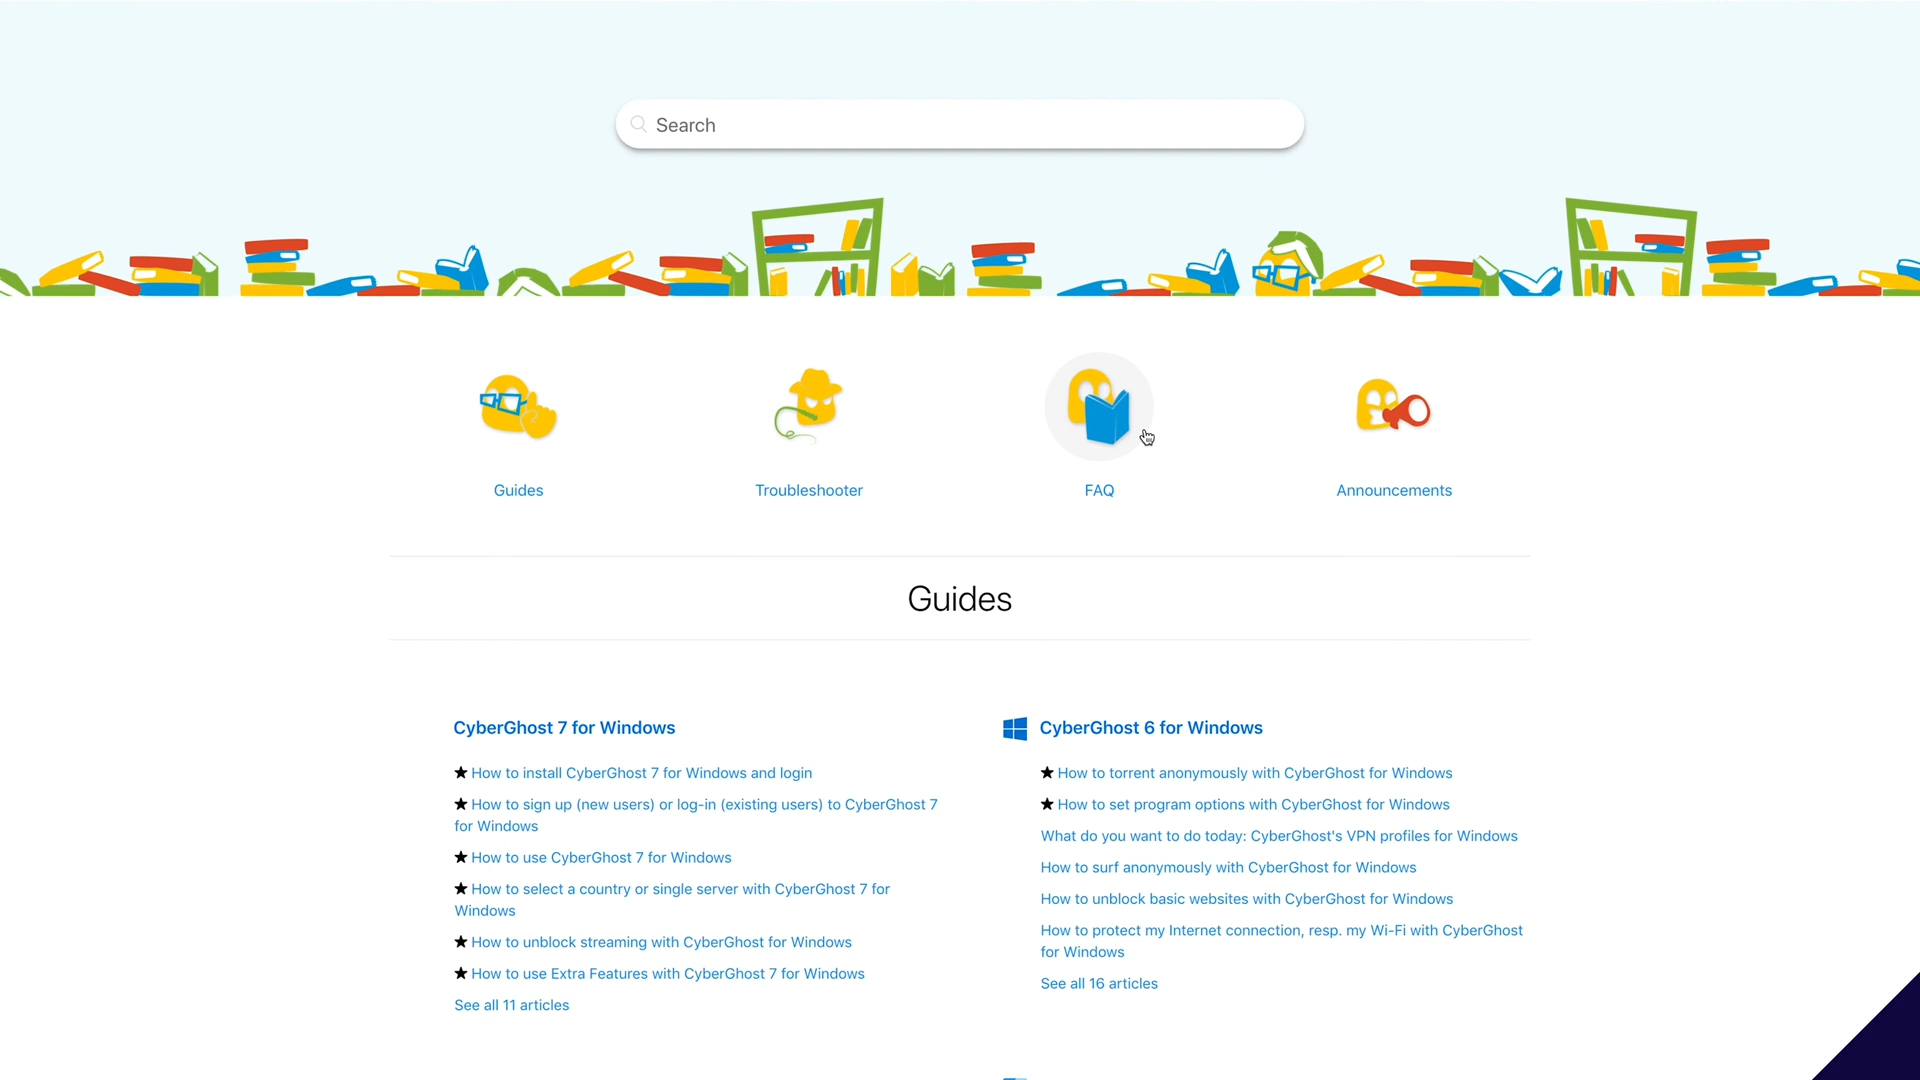 Search
Guides
Troubleshooter
FAQ
Announcements
Guides
CyberGhost 7 for Windows
★ How to install CyberGhost 7 for Windows and login
★ How to sign up (new users) or log-in (existing users) to CyberGhost 7
for Windows
★ How to use CyberGhost 7 for Windows
★ How to select a country or single server with CyberGhost 7 for
Windows
★ How to unblock streaming with CyberGhost for Windows
★ How to use Extra Features with CyberGhost 7 for Windows
See all 11 articles
CyberGhost 6 for Windows
★ How to torrent anonymously with CyberGhost for Windows
★ How to set program options with CyberGhost for Windows
What do you want to do today: CyberGhost's VPN profiles for Windows
How to surf anonymously with CyberGhost for Windows
How to unblock basic websites with CyberGhost for Windows
How to protect my Internet connection, resp. my Wi-Fi with CyberGhost
for Windows
See all 16 articles